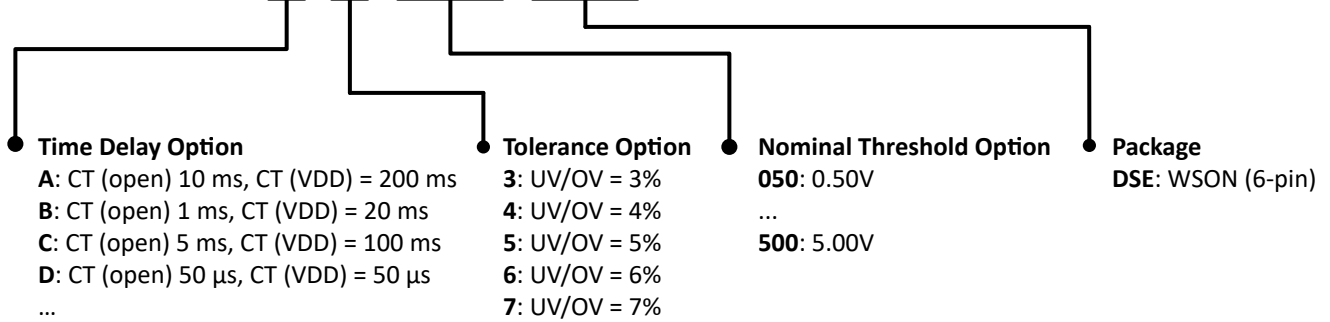 Time Delay Option
A: CT (open) 10 ms, CT (VDD) = 200 ms
B: CT (open) 1 ms, CT (VDD) = 20 ms
C: CT (open) 5 ms, CT (VDD) = 100 ms
D: CT (open) 50 µs, CT (VDD) = 50 µs
...
Tolerance Option
3: UV/OV = 3%
4: UV/OV = 4%
5: UV/OV = 5%
6: UV/OV = 6%
7: UV/OV = 7%
Nominal Threshold Option
050: 0.50V
...
500: 5.00V
Package
DSE: WSON (6-pin)